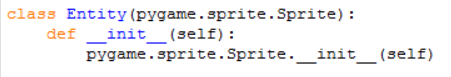 class Entity(pygame.sprite.Sprite):
    def __init__(self):
        pygame.sprite.Sprite.__init__(self)